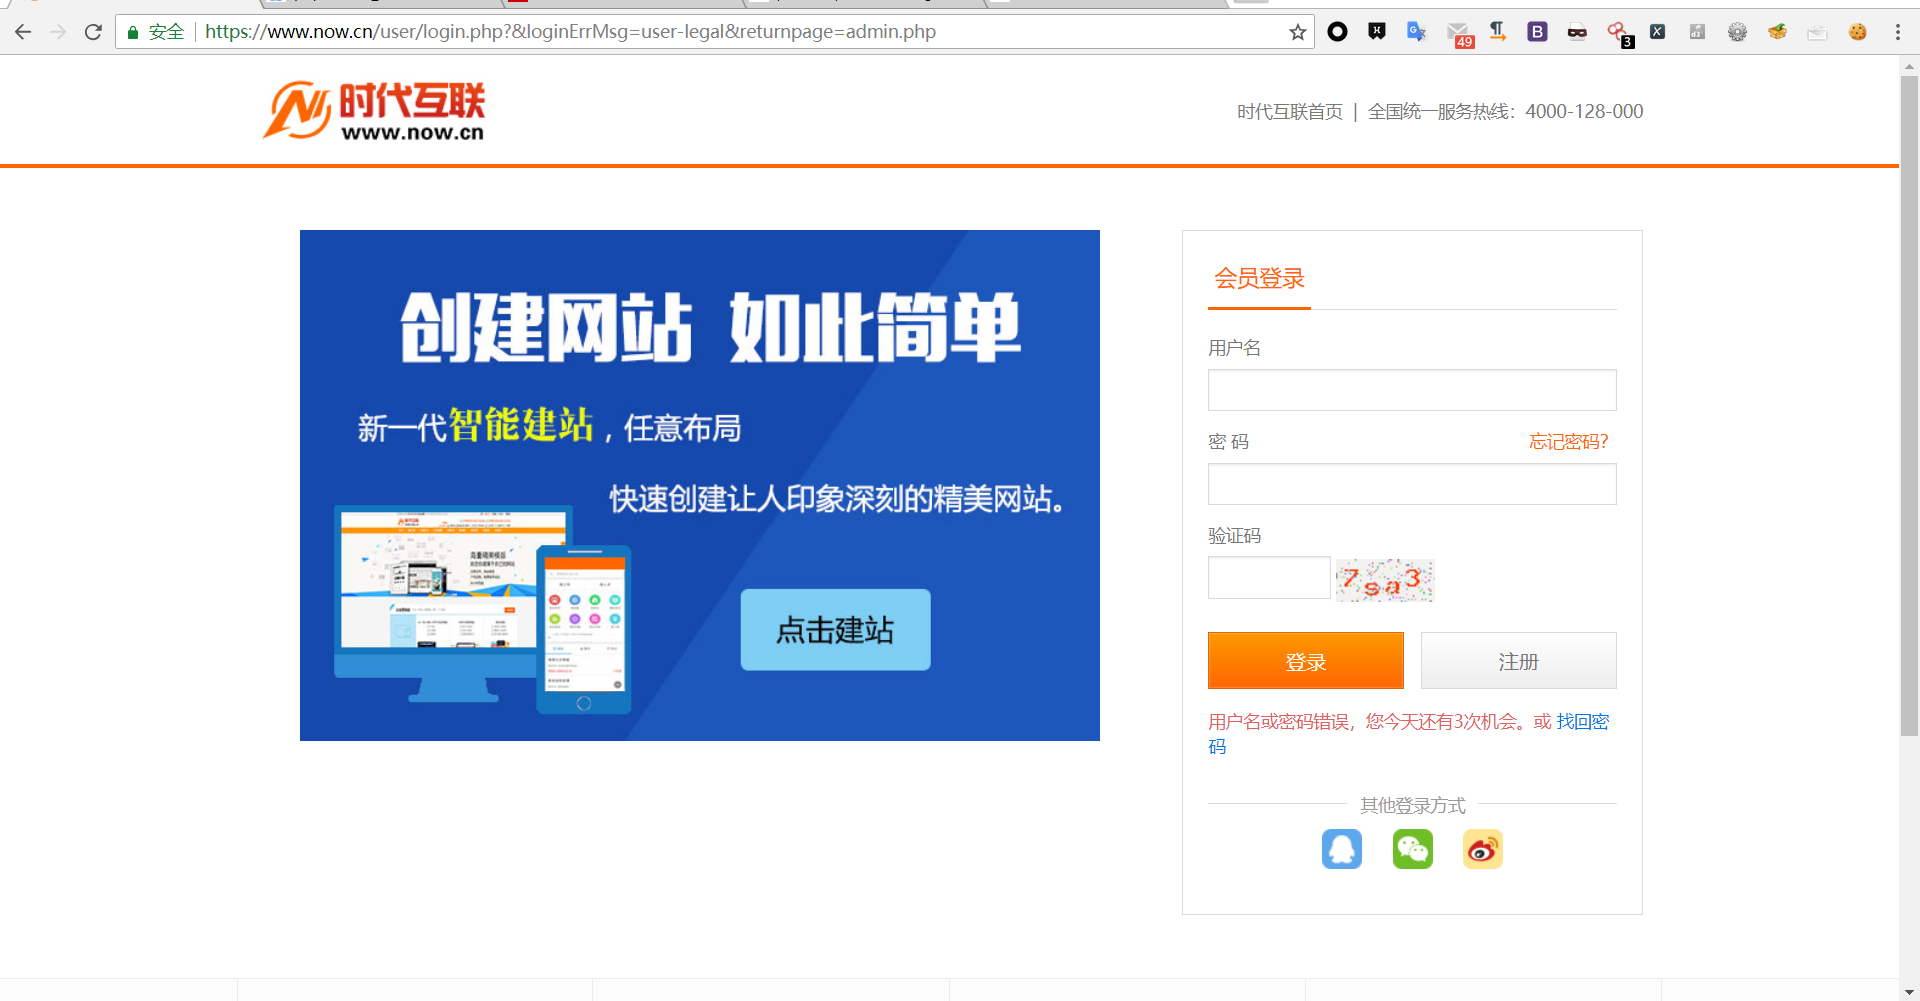 安全
https://www.now.cn/user/login.php?&loginErrMsg=user-legal&returnpage=admin.php
49
3
时代互联
www.now.cn
时代互联首页 | 全国统一服务热线：4000-128-000
创建网站 如此简单
新一代智能建站，任意布局
快速创建让人印象深刻的精美网站。
点击建站
会员登录
用户名
密 码
忘记密码?
验证码
7sa3
登录
注册
用户名或密码错误，您今天还有3次机会。或 找回密
码
其他登录方式